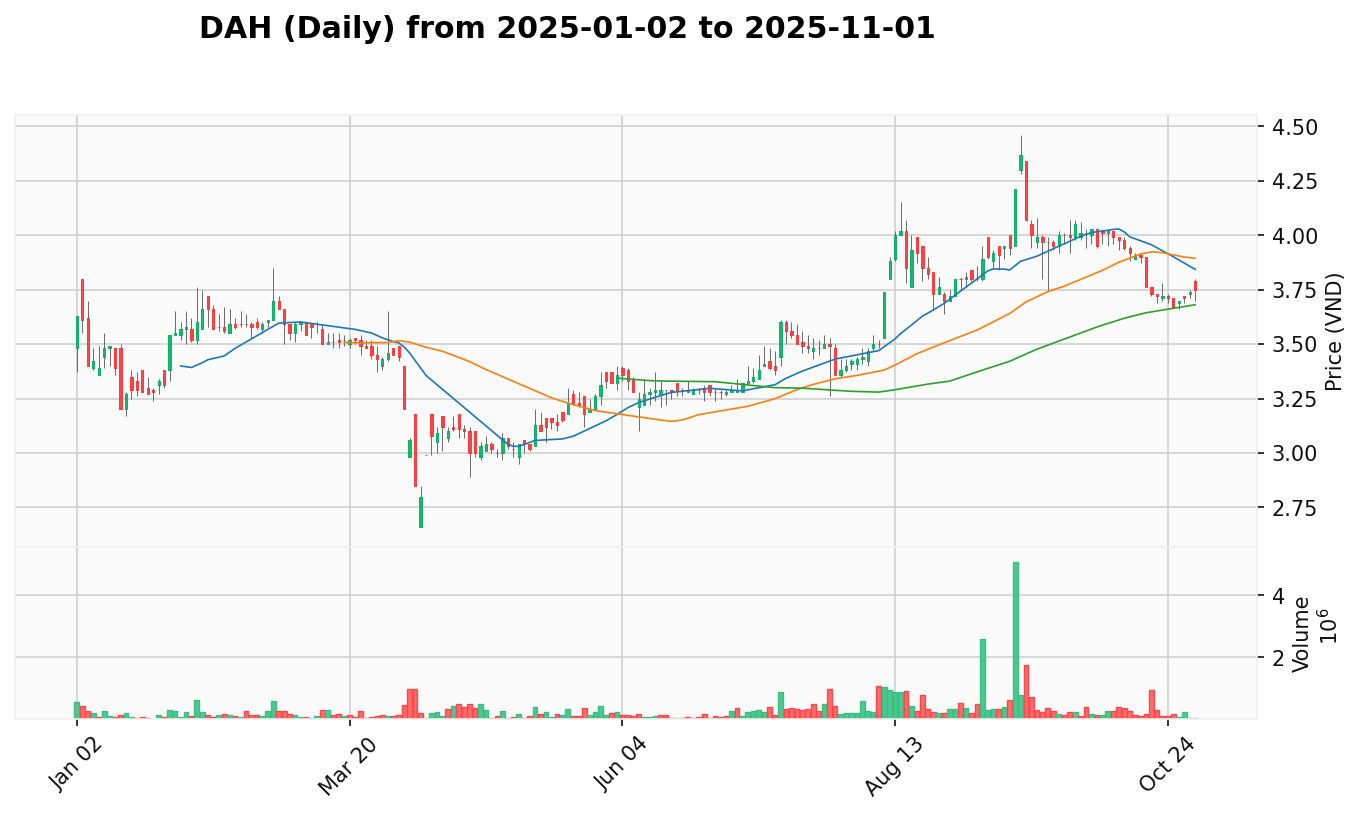 DAH (Daily) from 2025-01-02 to 2025-11-01
4.50
4.25
4.00
3.75
3.50
3.25
3.00
2.75
Price (VND)
4
2
Volume
10^6
Jan 02
Mar 20
Jun 04
Aug 13
Oct 24